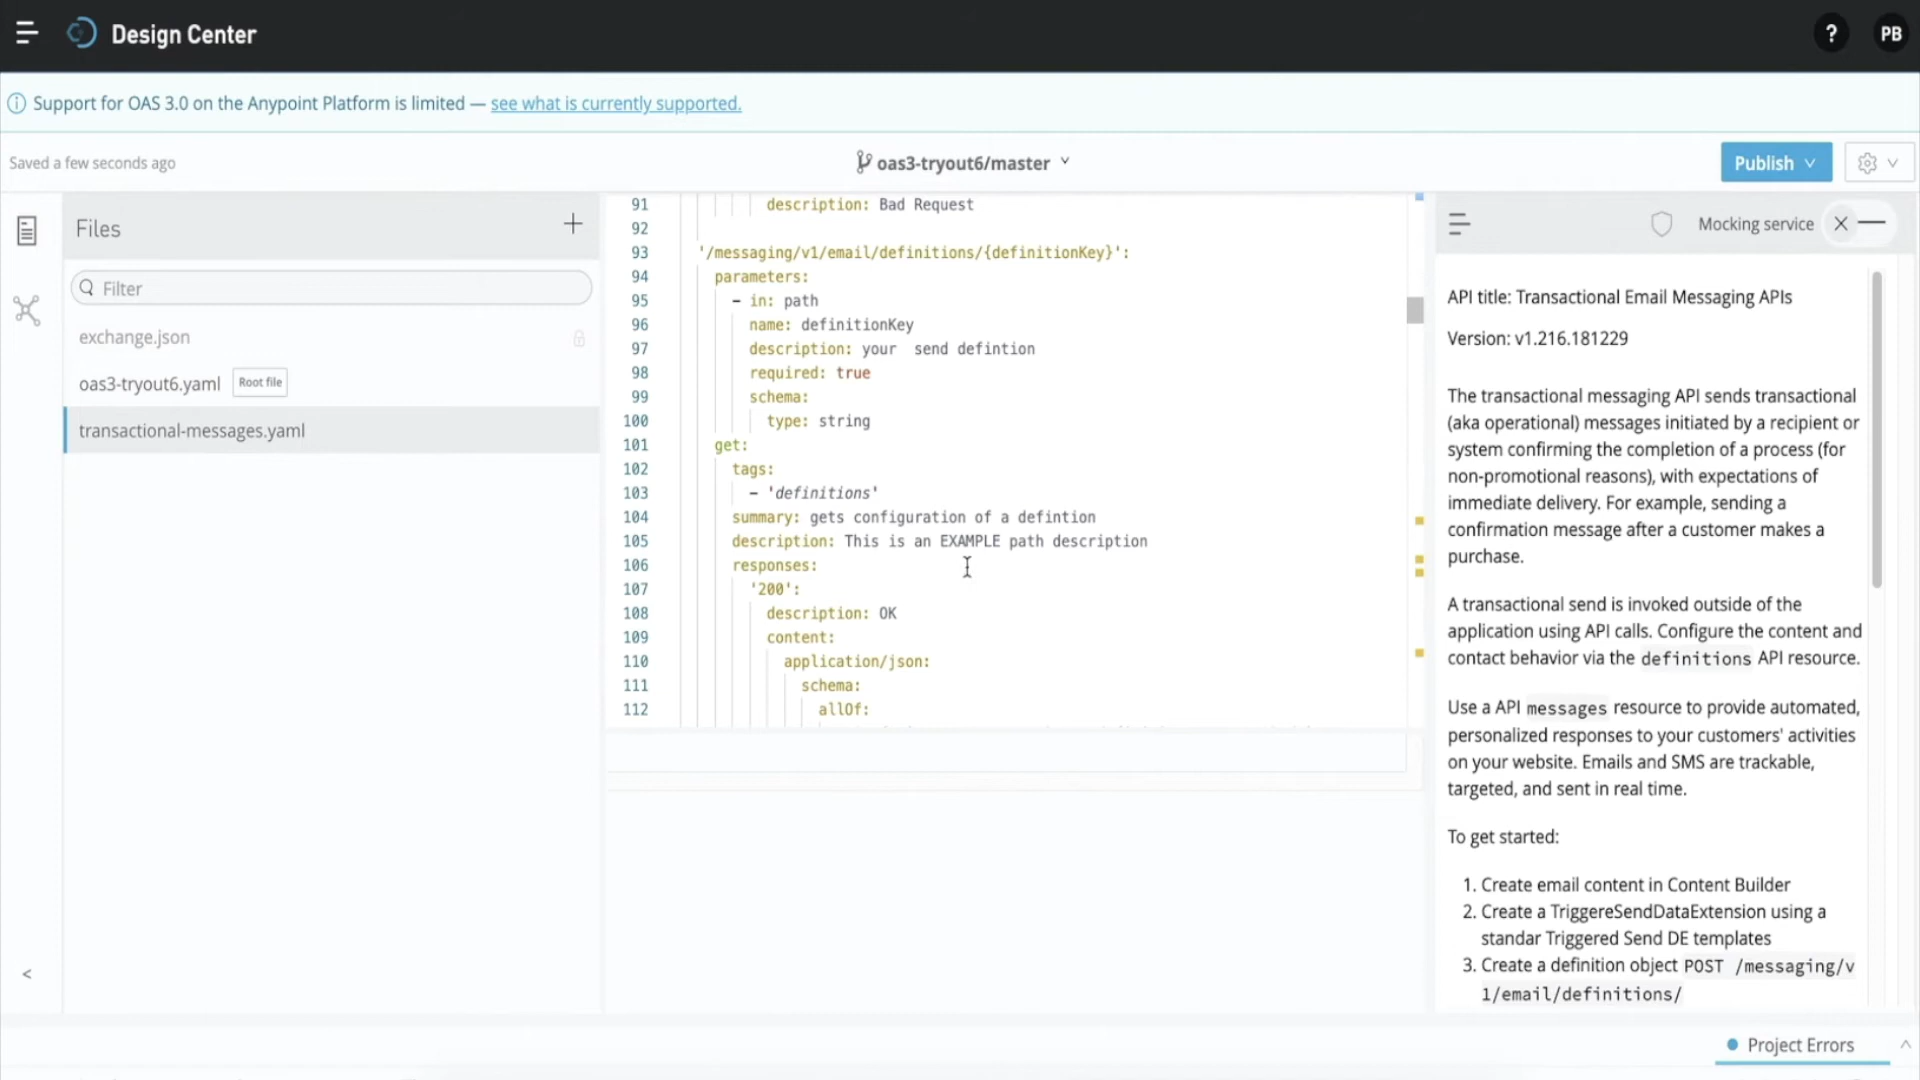 Design Center
?
PB
Support for OAS 3.0 on the Anypoint Platform is limited — see what is currently supported.
Saved a few seconds ago
oas3-tryout6/master
Publish
Files
Filter
exchange.json
oas3-tryout6.yaml
Root file
transactional-messages.yaml
91 description: Bad Request
92
93 '/messaging/v1/email/definitions/{definitionKey}':
94 parameters:
95 - in: path
96 name: definitionKey
97 description: your  send defintion
98 required: true
99 schema:
100 type: string
101 get:
102 tags:
103 - 'definitions'
104 summary: gets configuration of a defintion
105 description: This is an EXAMPLE path description
106 responses:
107 '200':
108 description: OK
109 content:
110 application/json:
111 schema:
112 allOf:
Mocking service
API title: Transactional Email Messaging APIs
Version: v1.216.181229
The transactional messaging API sends transactional
(aka operational) messages initiated by a recipient or
system confirming the completion of a process (for
non-promotional reasons), with expectations of
immediate delivery. For example, sending a
confirmation message after a customer makes a
purchase.
A transactional send is invoked outside of the
application using API calls. Configure the content and
contact behavior via the definitions API resource.
Use a API messages resource to provide automated,
personalized responses to your customers' activities
on your website. Emails and SMS are trackable,
targeted, and sent in real time.
To get started:
1. Create email content in Content Builder
2. Create a TriggereSendDataExtension using a
standar Triggered Send DE templates
3. Create a definition object POST /messaging/v
1/email/definitions/
Project Errors